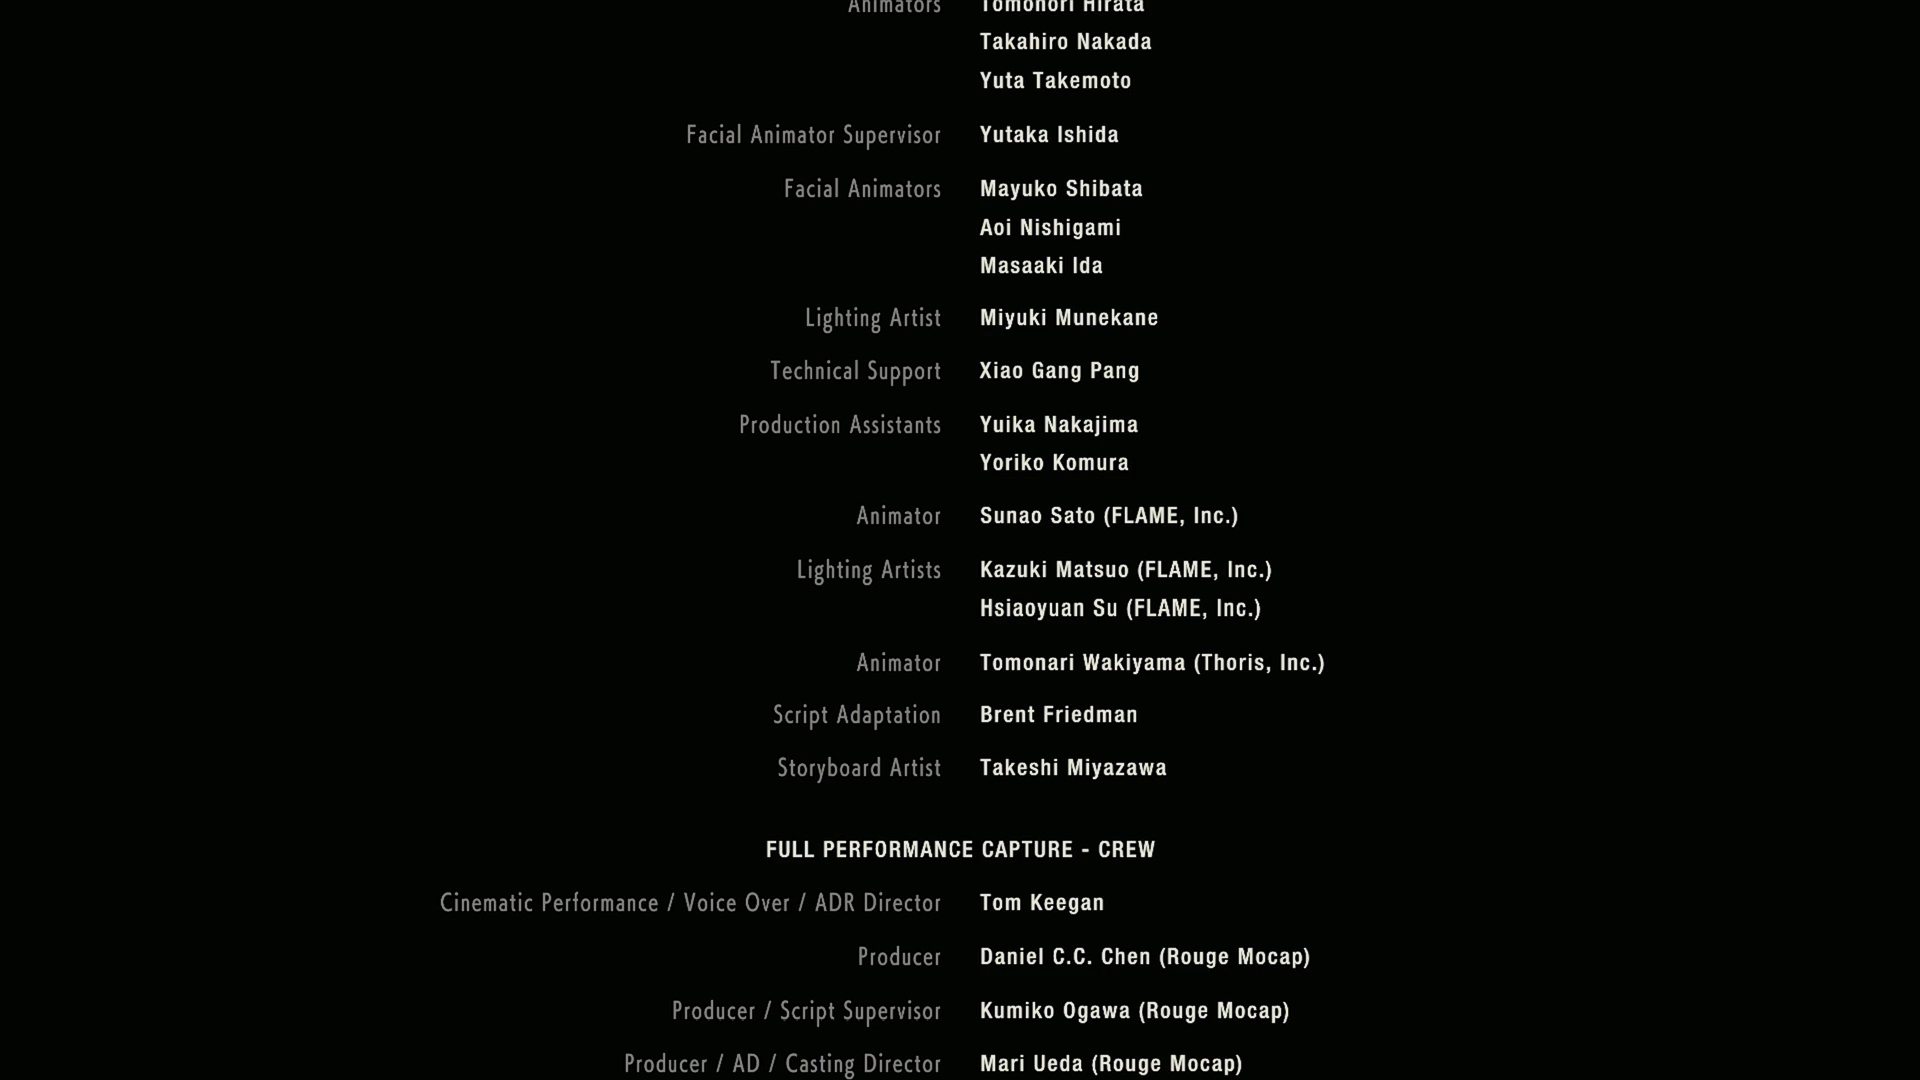 Animators Tomonori Hirata
Takahiro Nakada
Yuta Takemoto
Facial Animator Supervisor Yutaka Ishida
Facial Animators Mayuko Shibata
Aoi Nishigami
Masaaki Ida
Lighting Artist Miyuki Munekane
Technical Support Xiao Gang Pang
Production Assistants Yuika Nakajima
Yoriko Komura
Animator Sunao Sato (FLAME, Inc.)
Lighting Artists Kazuki Matsuo (FLAME, Inc.)
Hsiaoyuan Su (FLAME, Inc.)
Animator Tomonari Wakiyama (Thoris, Inc.)
Script Adaptation Brent Friedman
Storyboard Artist Takeshi Miyazawa
FULL PERFORMANCE CAPTURE - CREW
Cinematic Performance / Voice Over / ADR Director Tom Keegan
Producer Daniel C.C. Chen (Rouge Mocap)
Producer / Script Supervisor Kumiko Ogawa (Rouge Mocap)
Producer / AD / Casting Director Mari Ueda (Rouge Mocap)